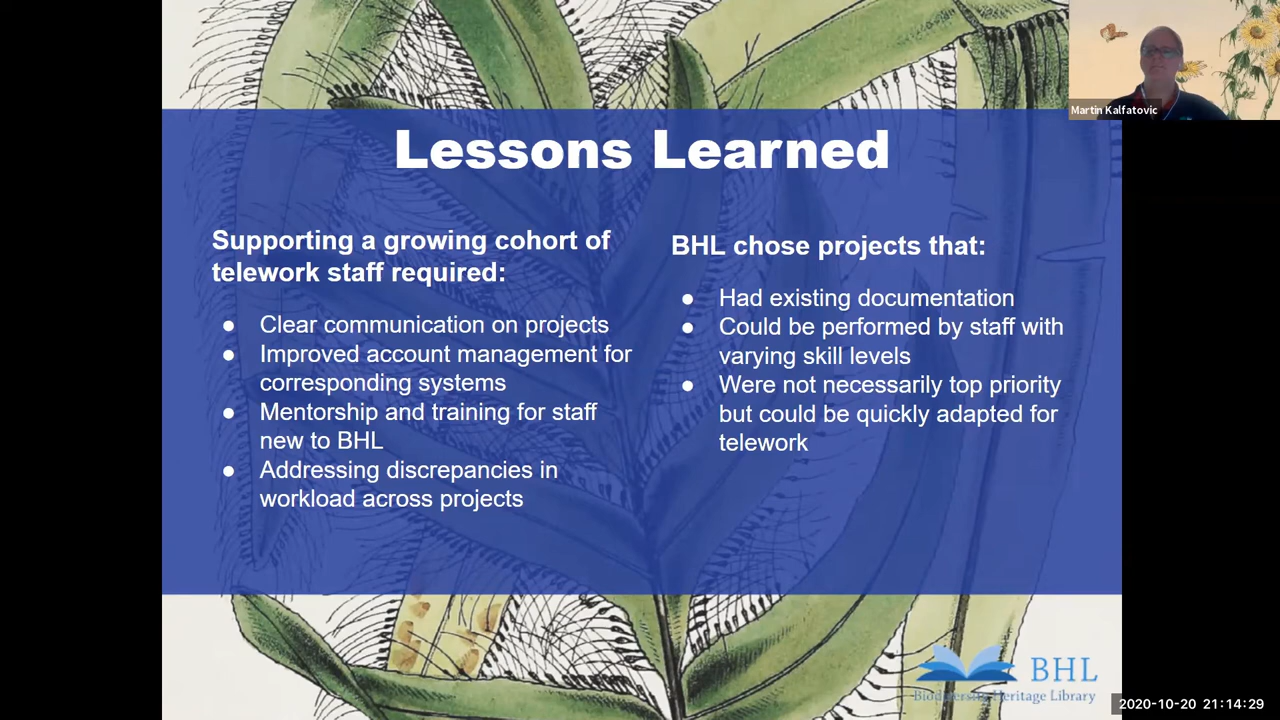 Martin Kalfatovic
Lessons Learned
Supporting a growing cohort of
telework staff required:
● Clear communication on projects
● Improved account management for
corresponding systems
● Mentorship and training for staff
new to BHL
● Addressing discrepancies in
workload across projects
BHL chose projects that:
● Had existing documentation
● Could be performed by staff with
varying skill levels
● Were not necessarily top priority
but could be quickly adapted for
telework
BHL
Biodiversity Heritage Library
2020-10-20 21:14:29